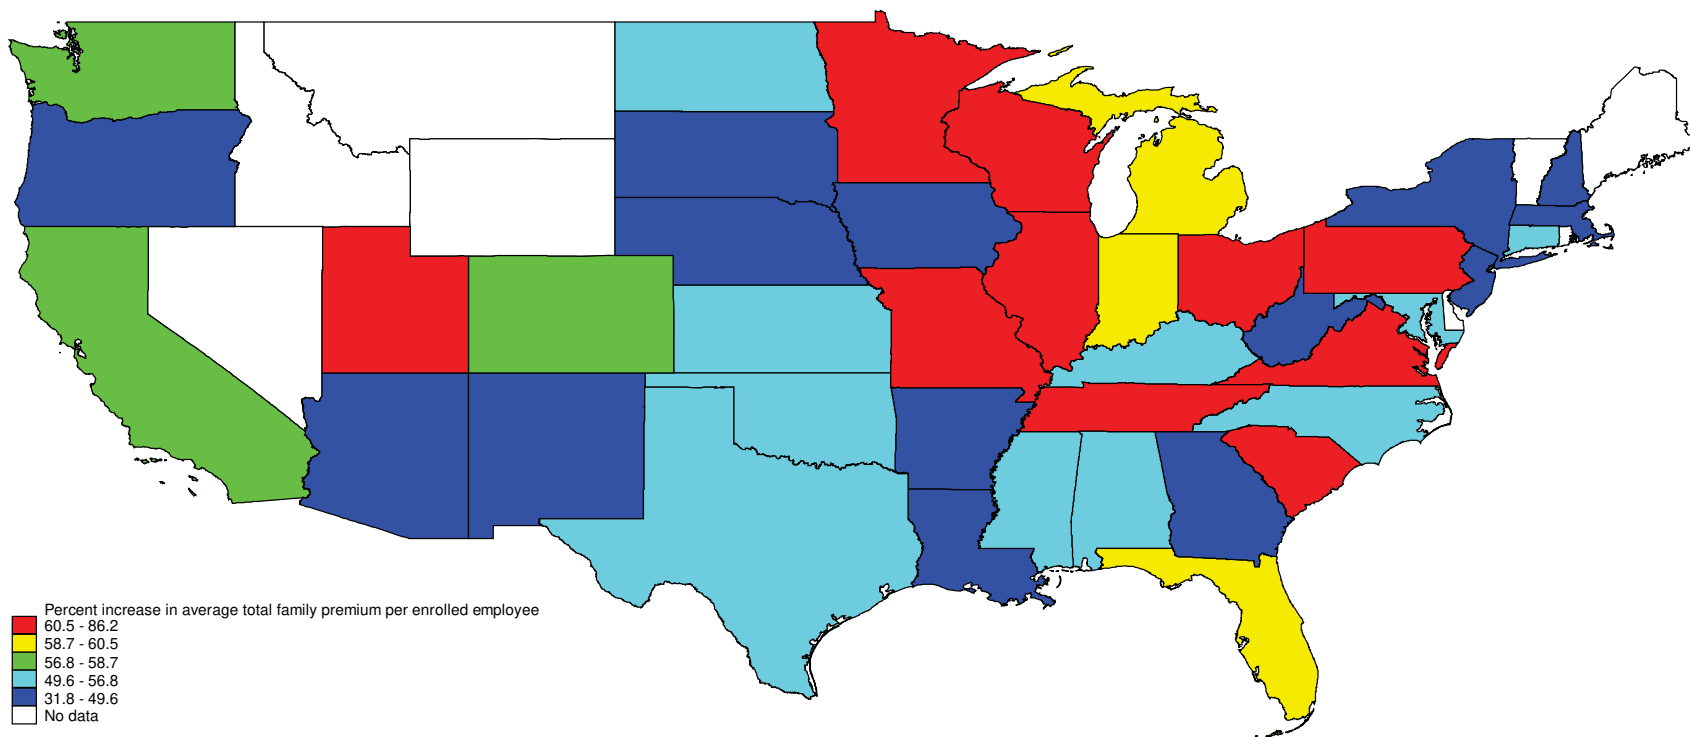 Percent increase in average total family premium per enrolled employee
60.5 - 86.2
58.7 - 60.5
56.8 - 58.7
49.6 - 56.8
31.8 - 49.6
No data